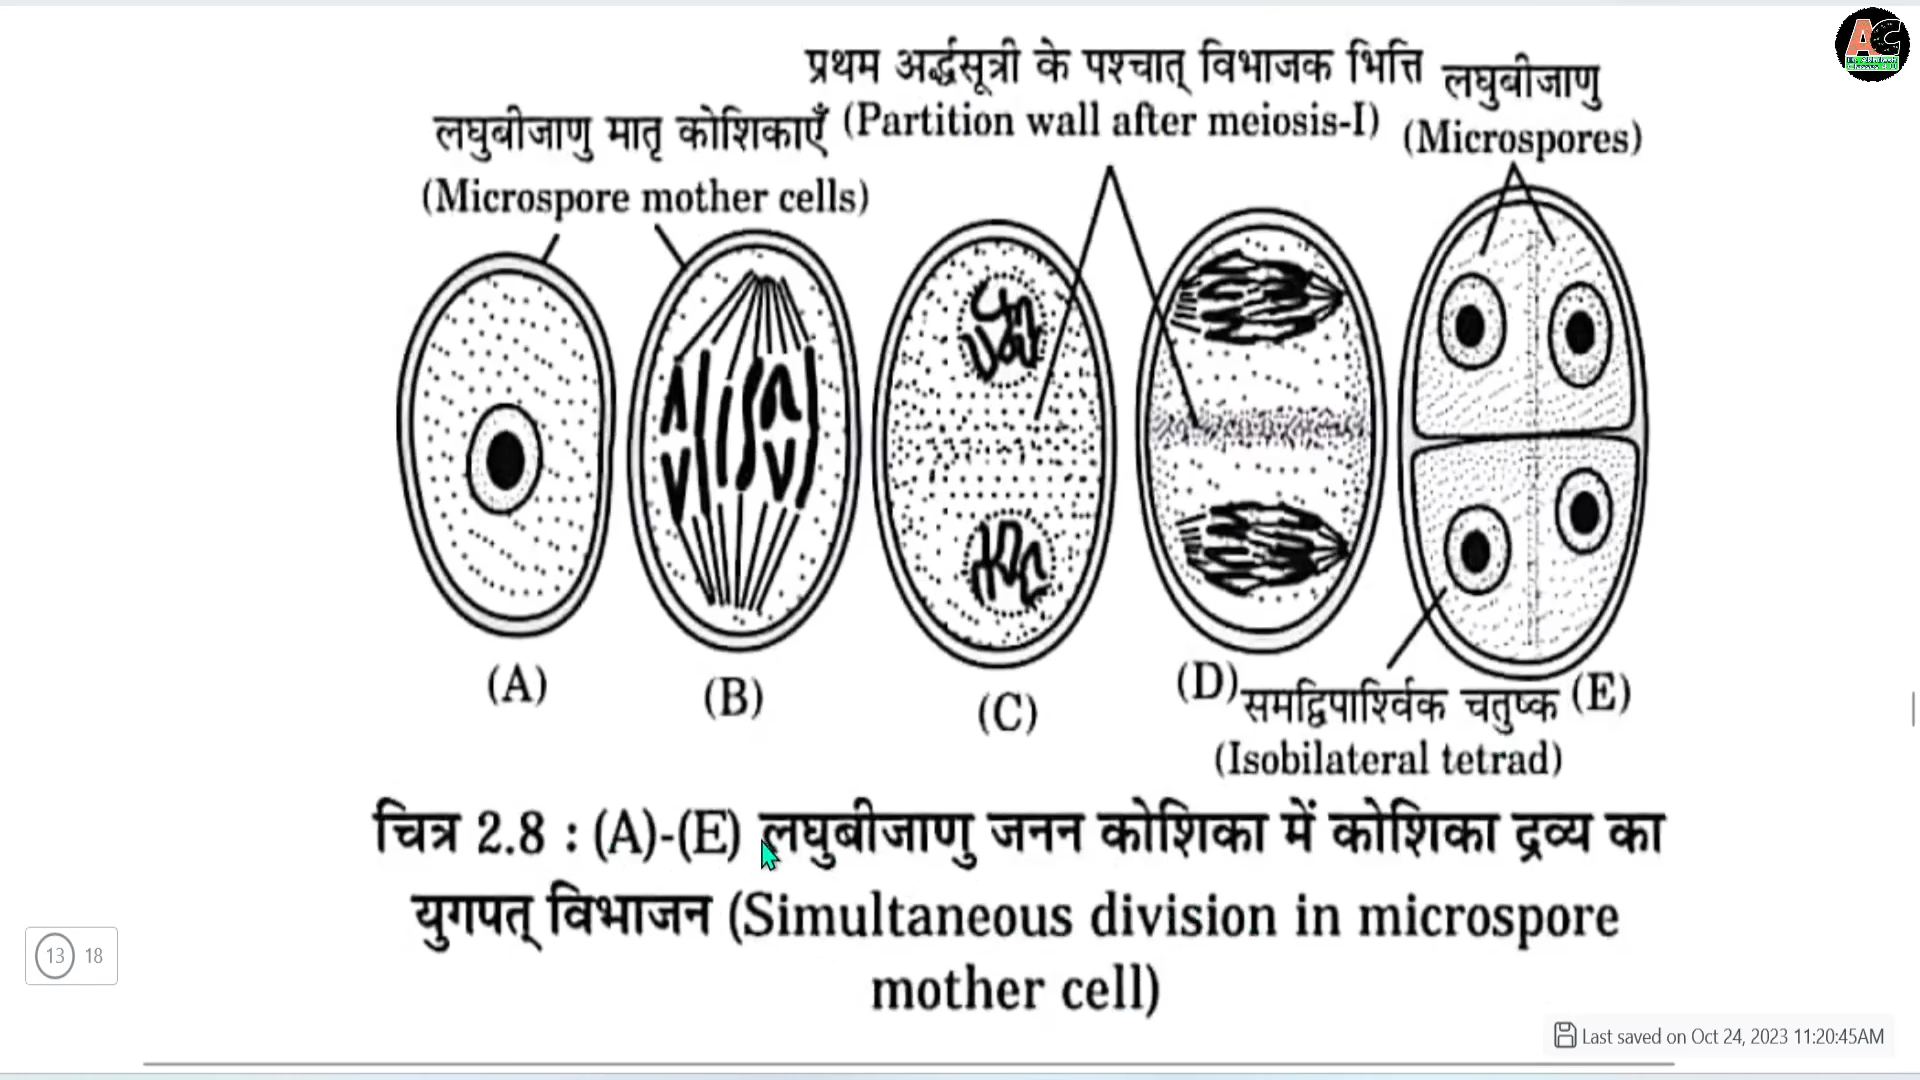 प्रथम अर्द्धसूत्री के पश्चात् विभाजक भित्ति
(Partition wall after meiosis-I)
लघुबीजाणु
(Microspores)
लघुबीजाणु मातृ कोशिकाएँ
(Microspore mother cells)
(A)
(B)
(C)
(D)
(E)
समद्विपार्श्विक चतुष्क
(Isobilateral tetrad)
चित्र 2.8 : (A)-(E) लघुबीजाणु जनन कोशिका में कोशिका द्रव्य का
युगपत् विभाजन (Simultaneous division in microspore
mother cell)
13 18
Last saved on Oct 24, 2023 11:20:45AM
AC